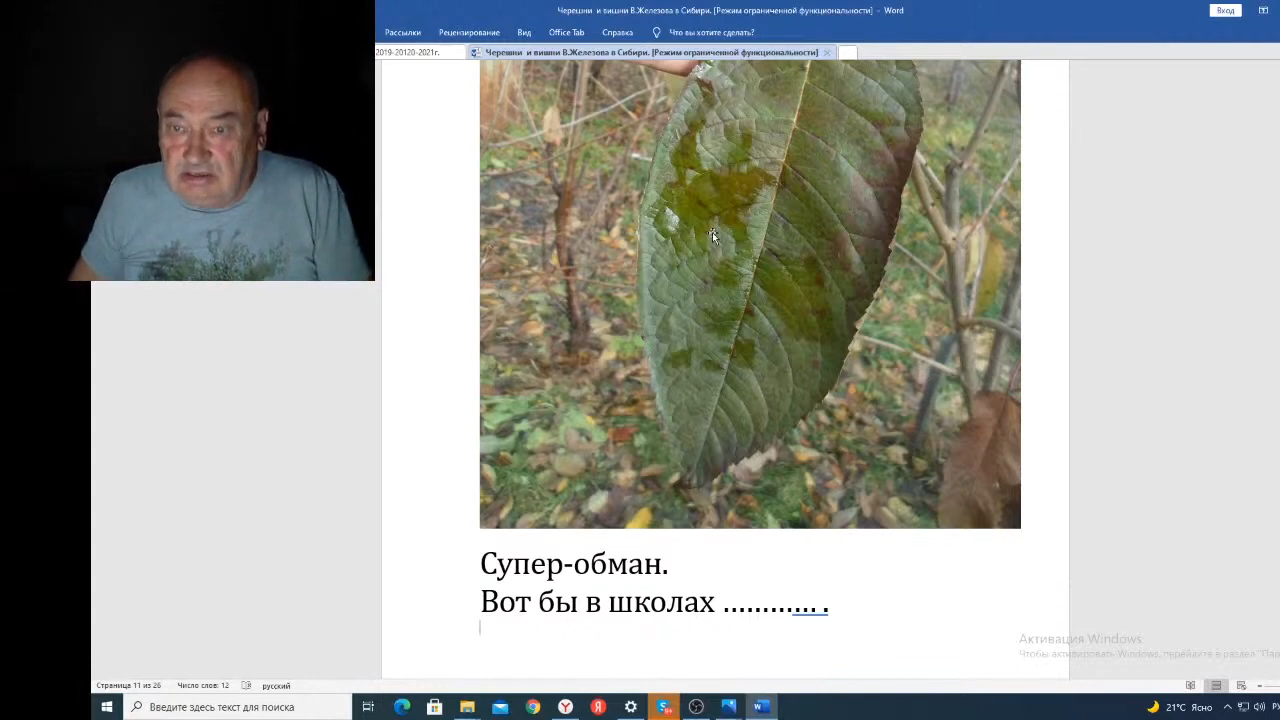 Черешни и вишни В.Железова в Сибири. [Режим ограниченной функциональности] - Word
Вход
Рассылки Рецензирование Вид Office Tab Справка Что вы хотите сделать?
2019-20120-2021г.
Черешни и вишни В.Железова в Сибири. [Режим ограниченной функциональности]
Супер-обман.
Вот бы в школах ............ .
Активация Windows
Чтобы активировать Windows, перейдите в раздел "Пар
Страница 11 из 26 Число слов: 12 русский
Введите здесь текст для поиска
21°C Ясно